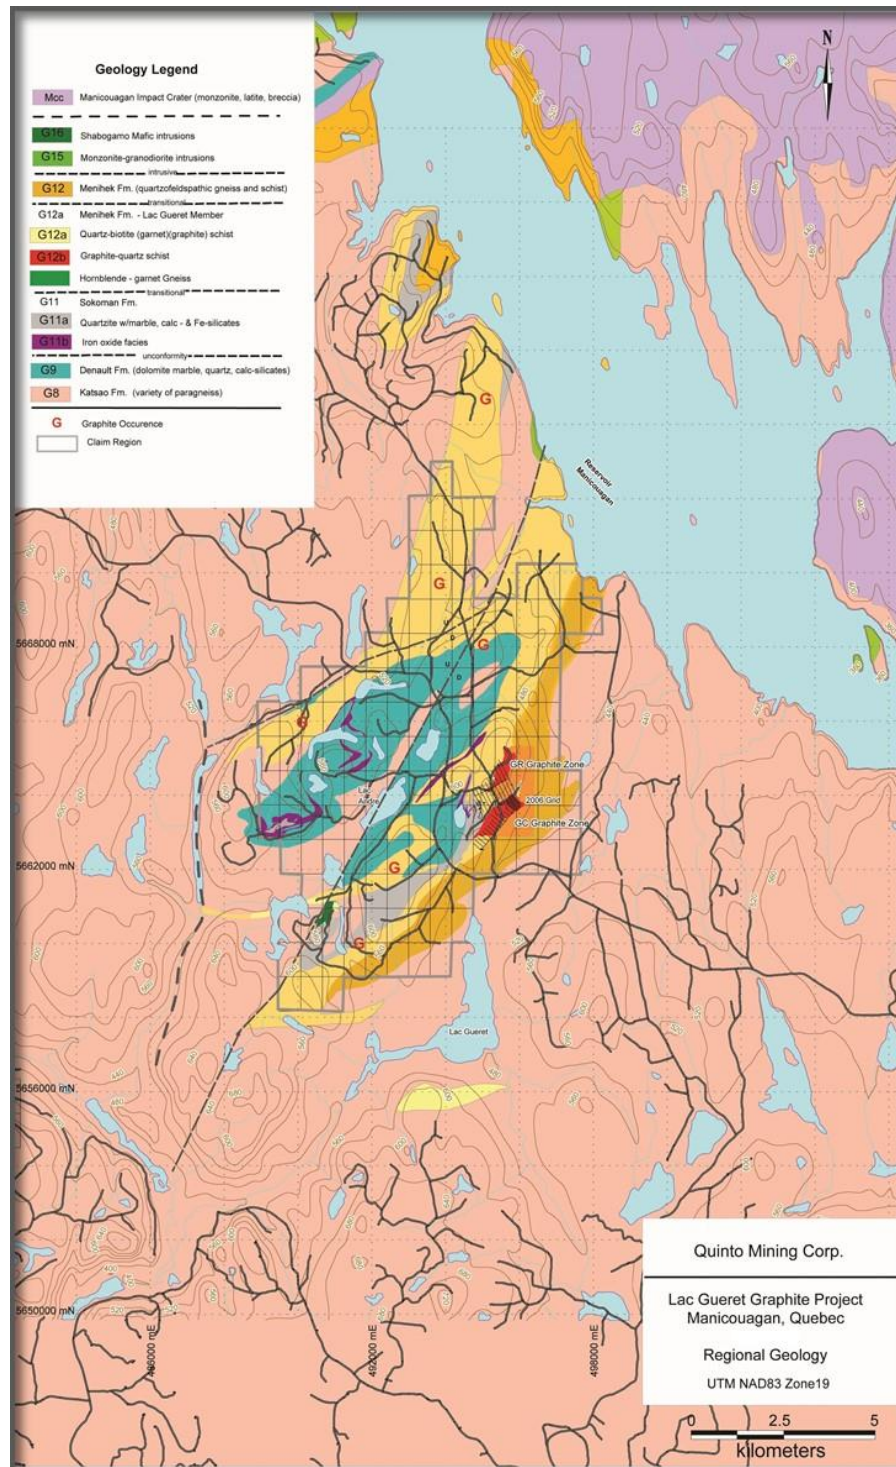 Geology Legend
Mcc Manicouagan Impact Crater (monzonite, latite, breccia)
G16 Shabogamo Mafic intrusions
G15 Monzonite-granodiorite intrusions
intrusive
G12 Menihek Fm. (quartzofeldspathic gneiss and schist)
transitional
G12a Menihek Fm. - Lac Gueret Member
G12a Quartz-biotite (garnet)(graphite) schist
G12b Graphite-quartz schist
Hornblende - garnet Gneiss
transitional
G11 Sokoman Fm.
G11a Quartzite w/marble, calc - & Fe-silicates
G11b Iron oxide facies
unconformity
G9 Denault Fm. (dolomite marble, quartz, calc-silicates)
G8 Katsao Fm. (variety of paragneiss)
G Graphite Occurence
Claim Region
N
G
Reservoir
Manicouagan
G
5668000 mN
G
U
D
U
D
G
GR Graphite Zone
Lac
Andre
2006 Grid
GC Graphite Zone
5662000 mN
G
G
Lac Gueret
5656000 mN
5650000 mN
486000 mE
492000 mE
498000 mE
Quinto Mining Corp.
Lac Gueret Graphite Project
Manicouagan, Quebec
Regional Geology
UTM NAD83 Zone19
0 2.5 5
kilometers